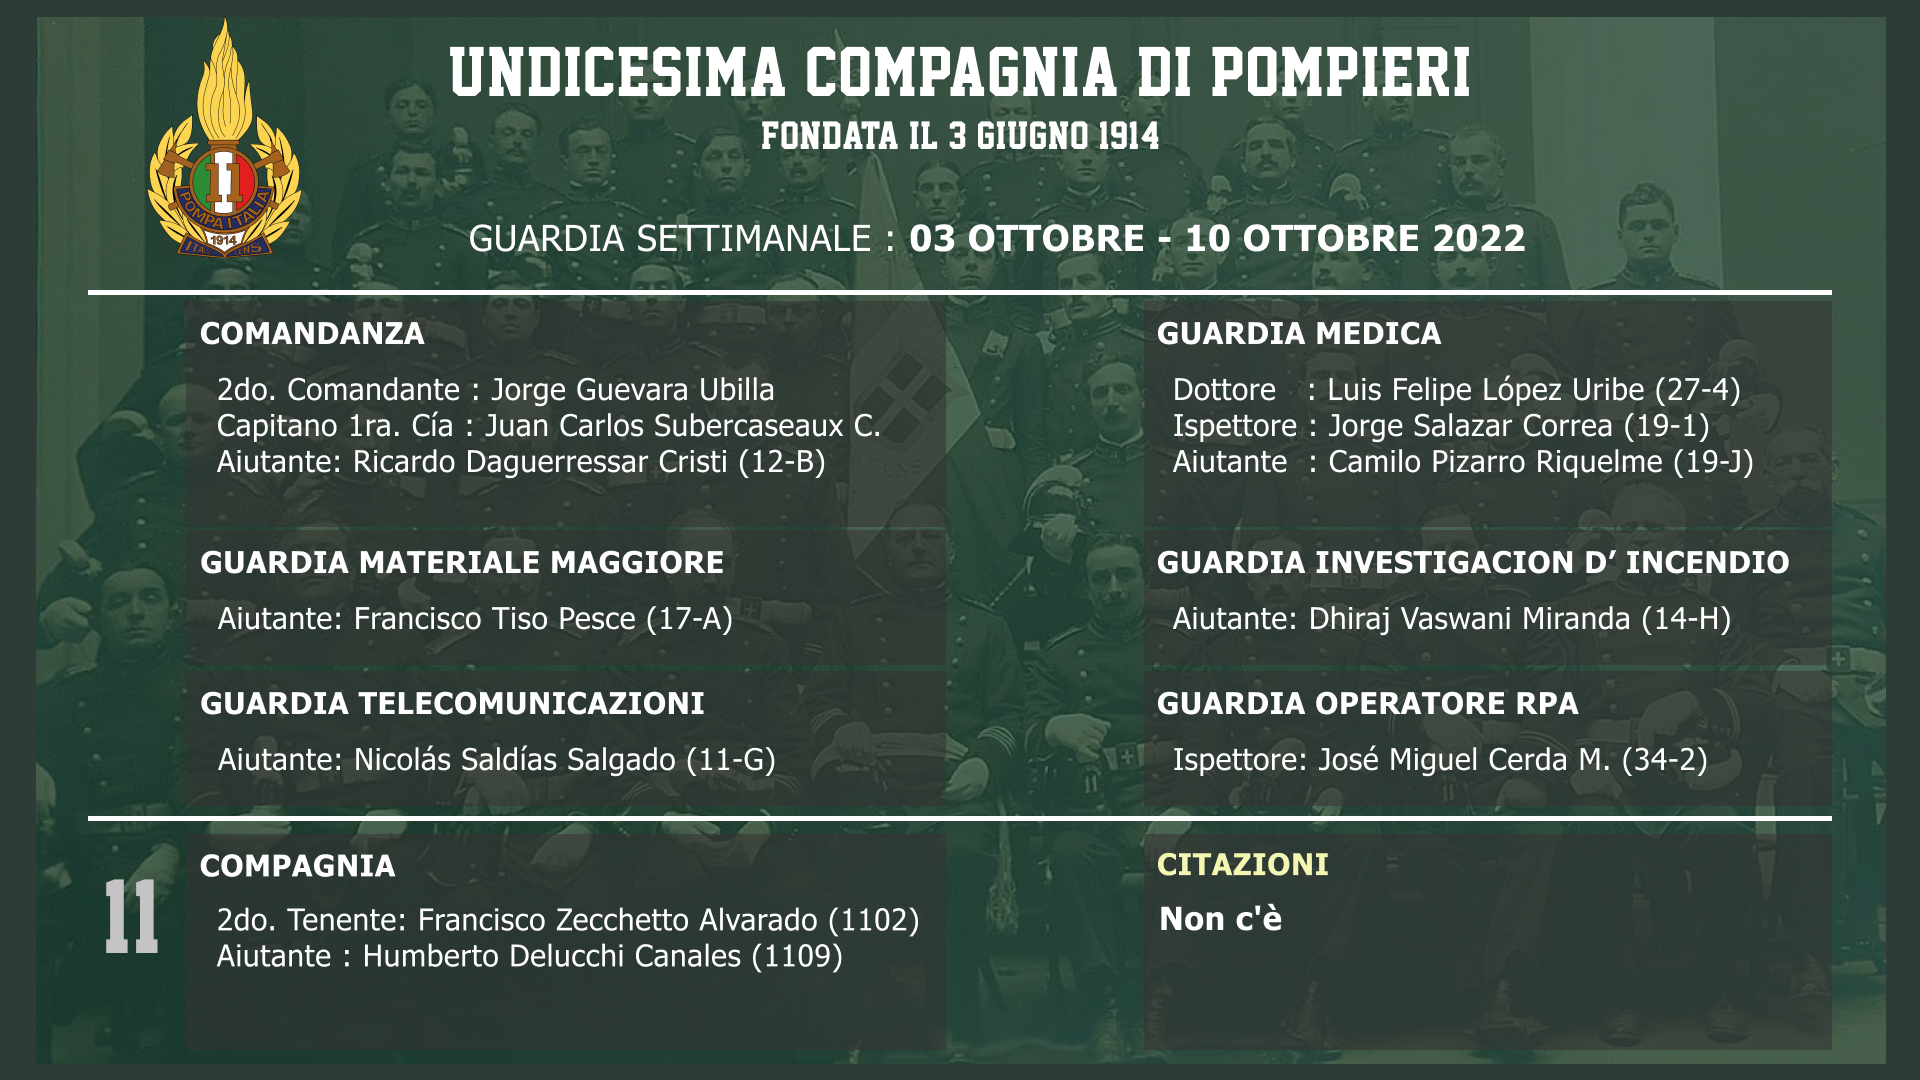 UNDICESIMA COMPAGNIA DI POMPIERI
FONDATA IL 3 GIUGNO 1914
11
POMPA ITALIA
1914
GUARDIA SETTIMANALE : 03 OTTOBRE - 10 OTTOBRE 2022
COMANDANZA
2do. Comandante : Jorge Guevara Ubilla
Capitano 1ra. Cía : Juan Carlos Subercaseaux C.
Aiutante: Ricardo Daguerressar Cristi (12-B)
GUARDIA MEDICA
Dottore : Luis Felipe López Uribe (27-4)
Ispettore : Jorge Salazar Correa (19-1)
Aiutante : Camilo Pizarro Riquelme (19-J)
GUARDIA MATERIALE MAGGIORE
Aiutante: Francisco Tiso Pesce (17-A)
GUARDIA INVESTIGACION D’ INCENDIO
Aiutante: Dhiraj Vaswani Miranda (14-H)
GUARDIA TELECOMUNICAZIONI
Aiutante: Nicolás Saldías Salgado (11-G)
GUARDIA OPERATORE RPA
Ispettore: José Miguel Cerda M. (34-2)
11
COMPAGNIA
2do. Tenente: Francisco Zecchetto Alvarado (1102)
Aiutante : Humberto Delucchi Canales (1109)
CITAZIONI
Non c'è